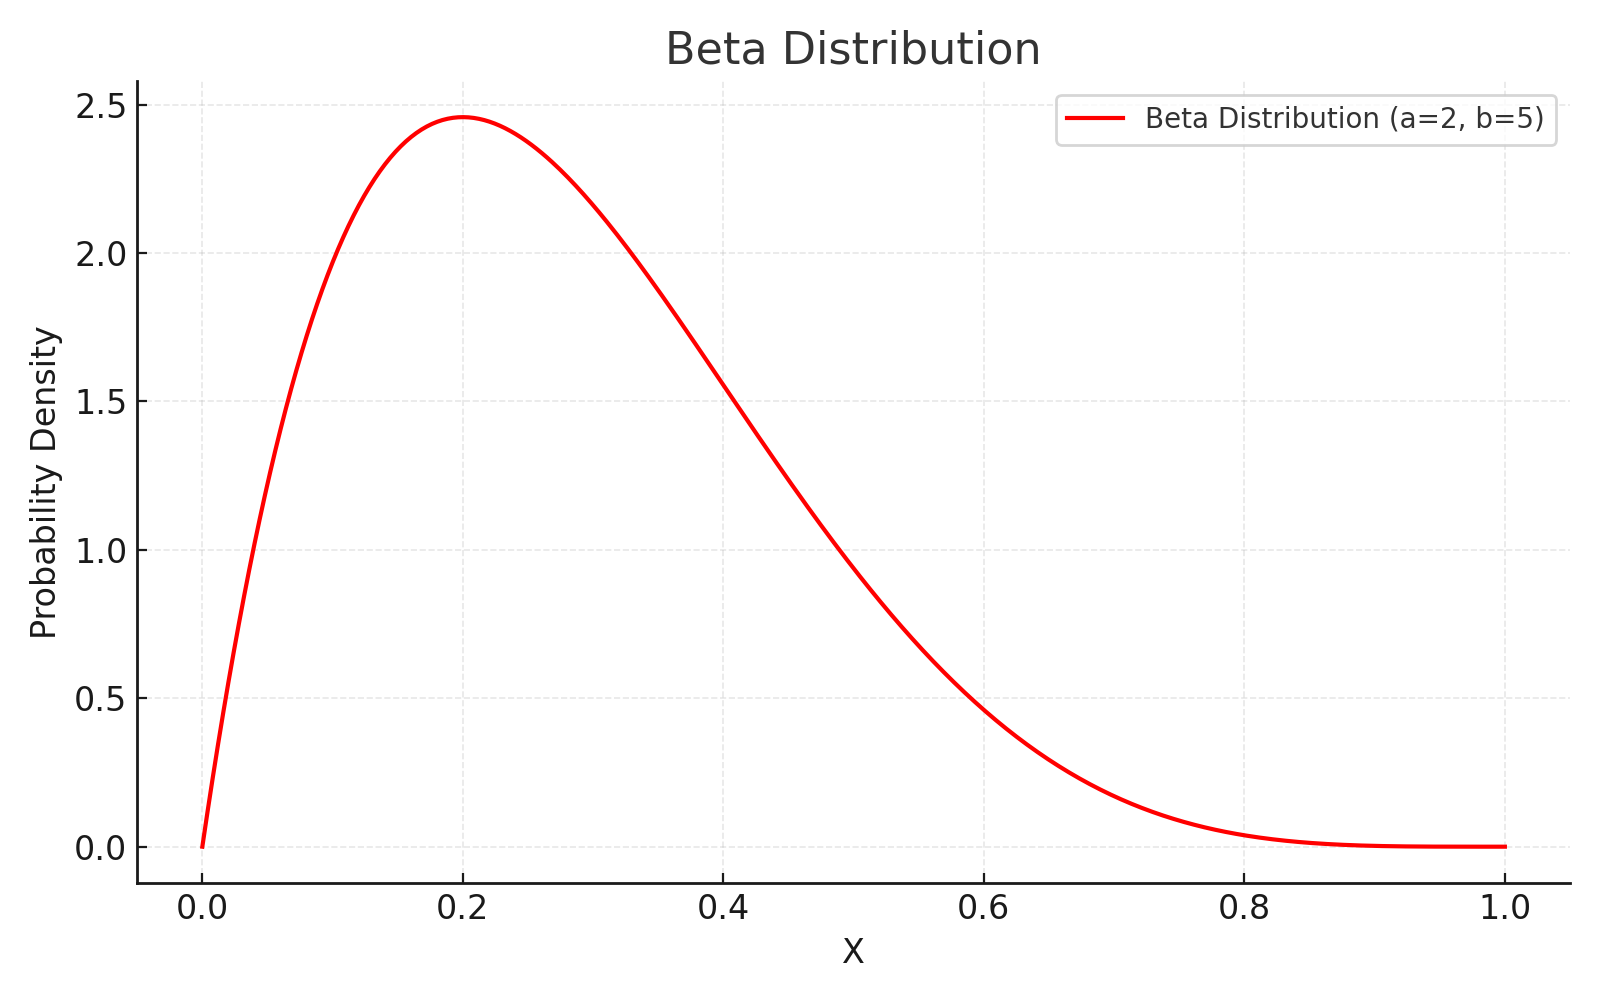 Beta Distribution
Beta Distribution (a=2, b=5)
Probability Density
2.5
2.0
1.5
1.0
0.5
0.0
0.0 0.2 0.4 0.6 0.8 1.0
X